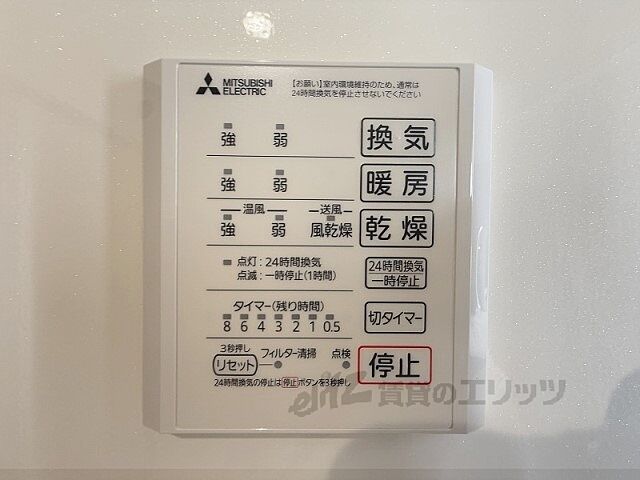 MITSUBISHI
ELECTRIC
【お願い】室内環境維持のため、通常は
24時間換気を停止させないでください
強 弱 換気
強 弱 暖房
温風 送風
強 弱 風乾燥 乾燥
点灯:24時間換気
点滅:一時停止(1時間)
24時間換気
一時停止
タイマー(残り時間)
8 6 4 3 2 1 0.5
切タイマー
3秒押し
リセット フィルター清掃 点検
停止
24時間換気の停止は停止ボタンを3秒押し
賃貸のエリッツ